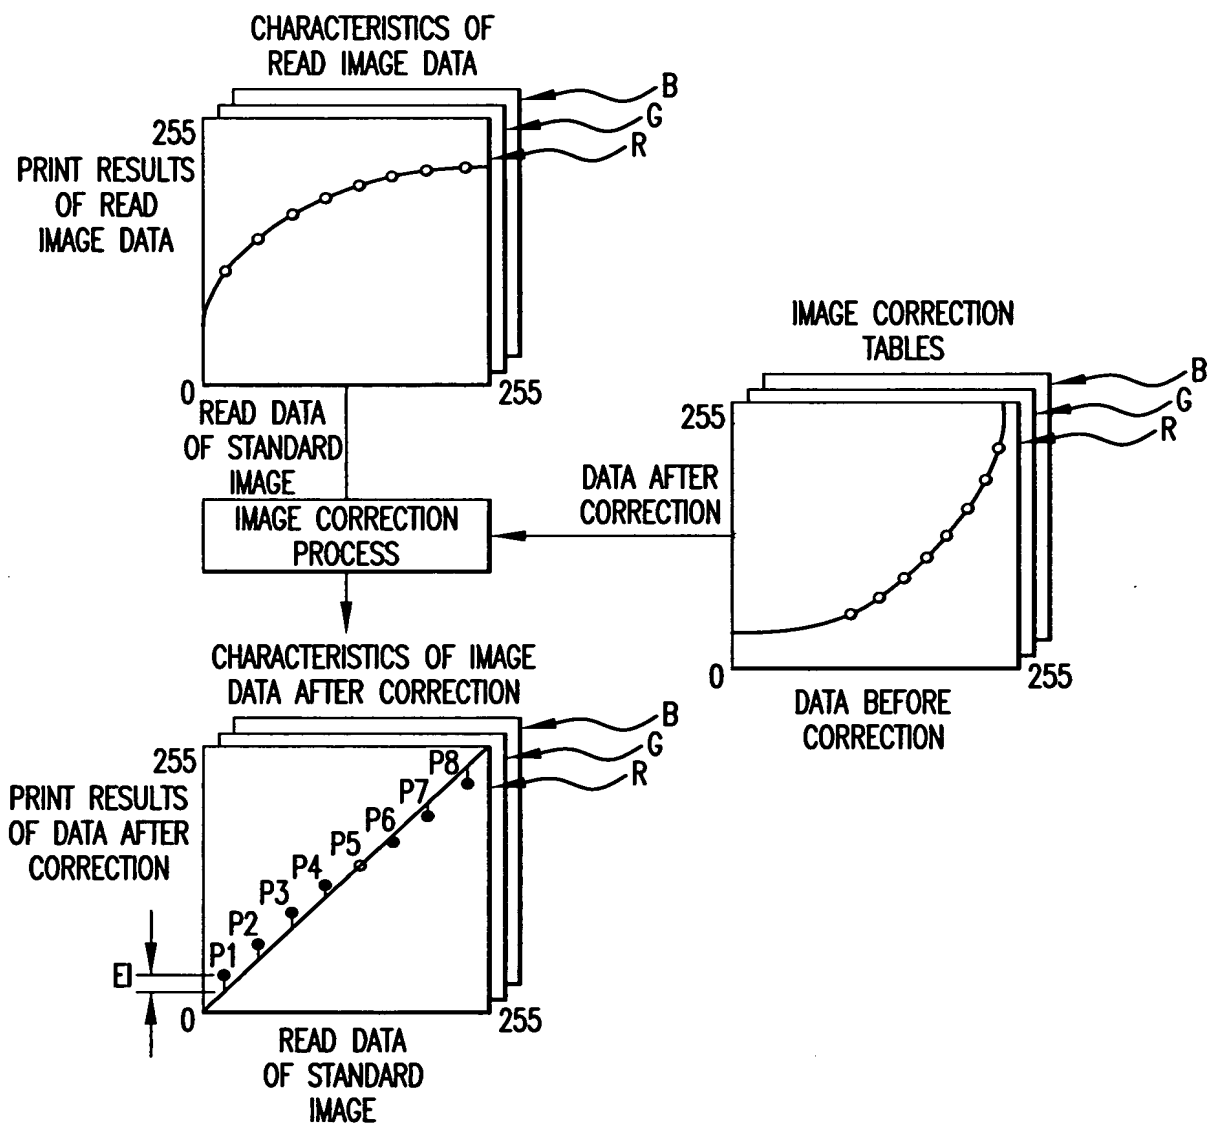 CHARACTERISTICS OF
READ IMAGE DATA
B
G
R
255
PRINT RESULTS
OF READ
IMAGE DATA
0
255
READ DATA
OF STANDARD
IMAGE
IMAGE CORRECTION
PROCESS
IMAGE CORRECTION
TABLES
B
G
R
255
DATA AFTER
CORRECTION
0
255
DATA BEFORE
CORRECTION
CHARACTERISTICS OF IMAGE
DATA AFTER CORRECTION
B
G
R
255
PRINT RESULTS
OF DATA AFTER
CORRECTION
P8
P7
P6
P5
P4
P3
P2
P1
EI
0
255
READ DATA
OF STANDARD
IMAGE